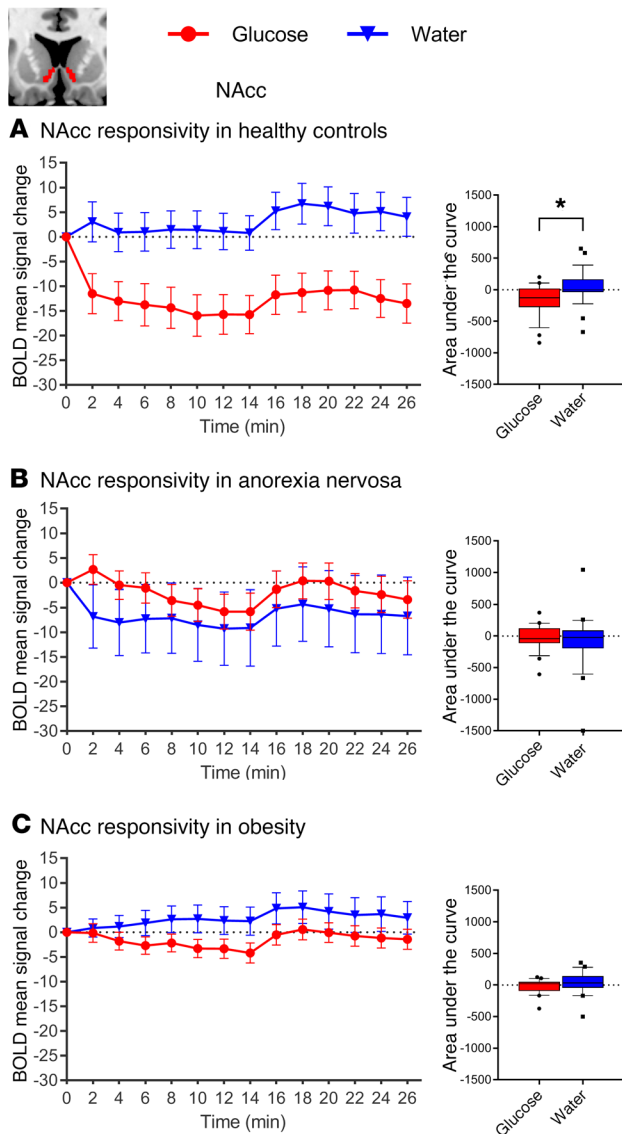 Glucose Water
NAcc
A NAcc responsivity in healthy controls
BOLD mean signal change
15
10
5
0
-5
-10
-15
-20
-25
-30
0 2 4 6 8 10 12 14 16 18 20 22 24 26
Time (min)
Area under the curve
1500
1000
500
0
-500
-1000
-1500
*
Glucose
Water
B NAcc responsivity in anorexia nervosa
BOLD mean signal change
15
10
5
0
-5
-10
-15
-20
-25
-30
0 2 4 6 8 10 12 14 16 18 20 22 24 26
Time (min)
Area under the curve
1500
1000
500
0
-500
-1000
-1500
Glucose
Water
C NAcc responsivity in obesity
BOLD mean signal change
15
10
5
0
-5
-10
-15
-20
-25
-30
0 2 4 6 8 10 12 14 16 18 20 22 24 26
Time (min)
Area under the curve
1500
1000
500
0
-500
-1000
-1500
Glucose
Water